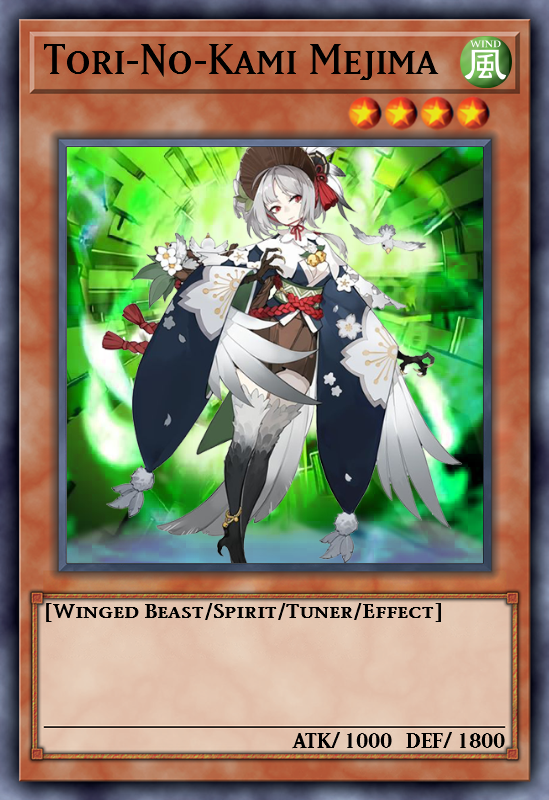 Tori-No-Kami Mejima
WIND
風
[Winged Beast/Spirit/Tuner/Effect]
ATK/ 1000 DEF/ 1800